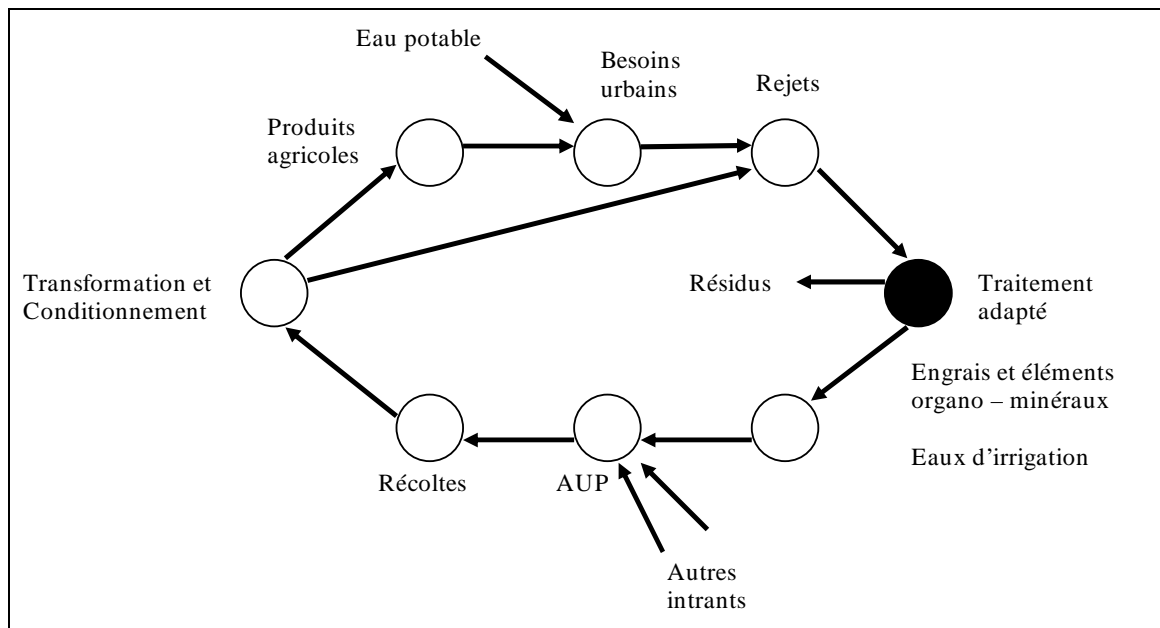 Eau potable
Besoins
urbains
Rejets
Produits
agricoles
Transformation et
Conditionnement
Résidus
Traitement
adapté
Engrais et éléments
organo – minéraux
Eaux d’irrigation
Récoltes
AUP
Autres
intrants